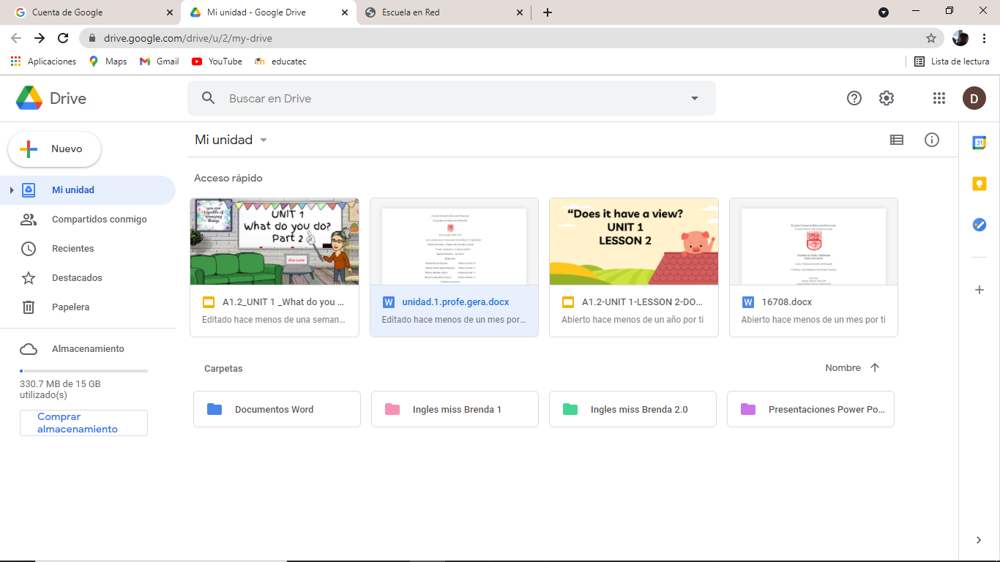 Cuenta de Google
Mi unidad - Google Drive
Escuela en Red
drive.google.com/drive/u/2/my-drive
Aplicaciones
Maps
Gmail
YouTube
educatec
Lista de lectura
Drive
Buscar en Drive
D
Nuevo
Mi unidad
Compartidos conmigo
Recientes
Destacados
Papelera
Almacenamiento
330.7 MB de 15 GB
utilizado(s)
Comprar
almacenamiento
Mi unidad
31
Acceso rápido
you are
capable of
amazing
things
UNIT 1
What do you do?
Part 2
"Does it have a view?
UNIT 1
LESSON 2
A1.2_UNIT 1 _What do you ...
Editado hace menos de una seman...
W
unidad.1.profe.gera.docx
Editado hace menos de un mes por...
A1.2-UNIT 1-LESSON 2-DO...
Abierto hace menos de un año por ti
W
16708.docx
Abierto hace menos de un mes por ti
Carpetas
Nombre
Documentos Word
Ingles miss Brenda 1
Ingles miss Brenda 2.0
Presentaciones Power Po...